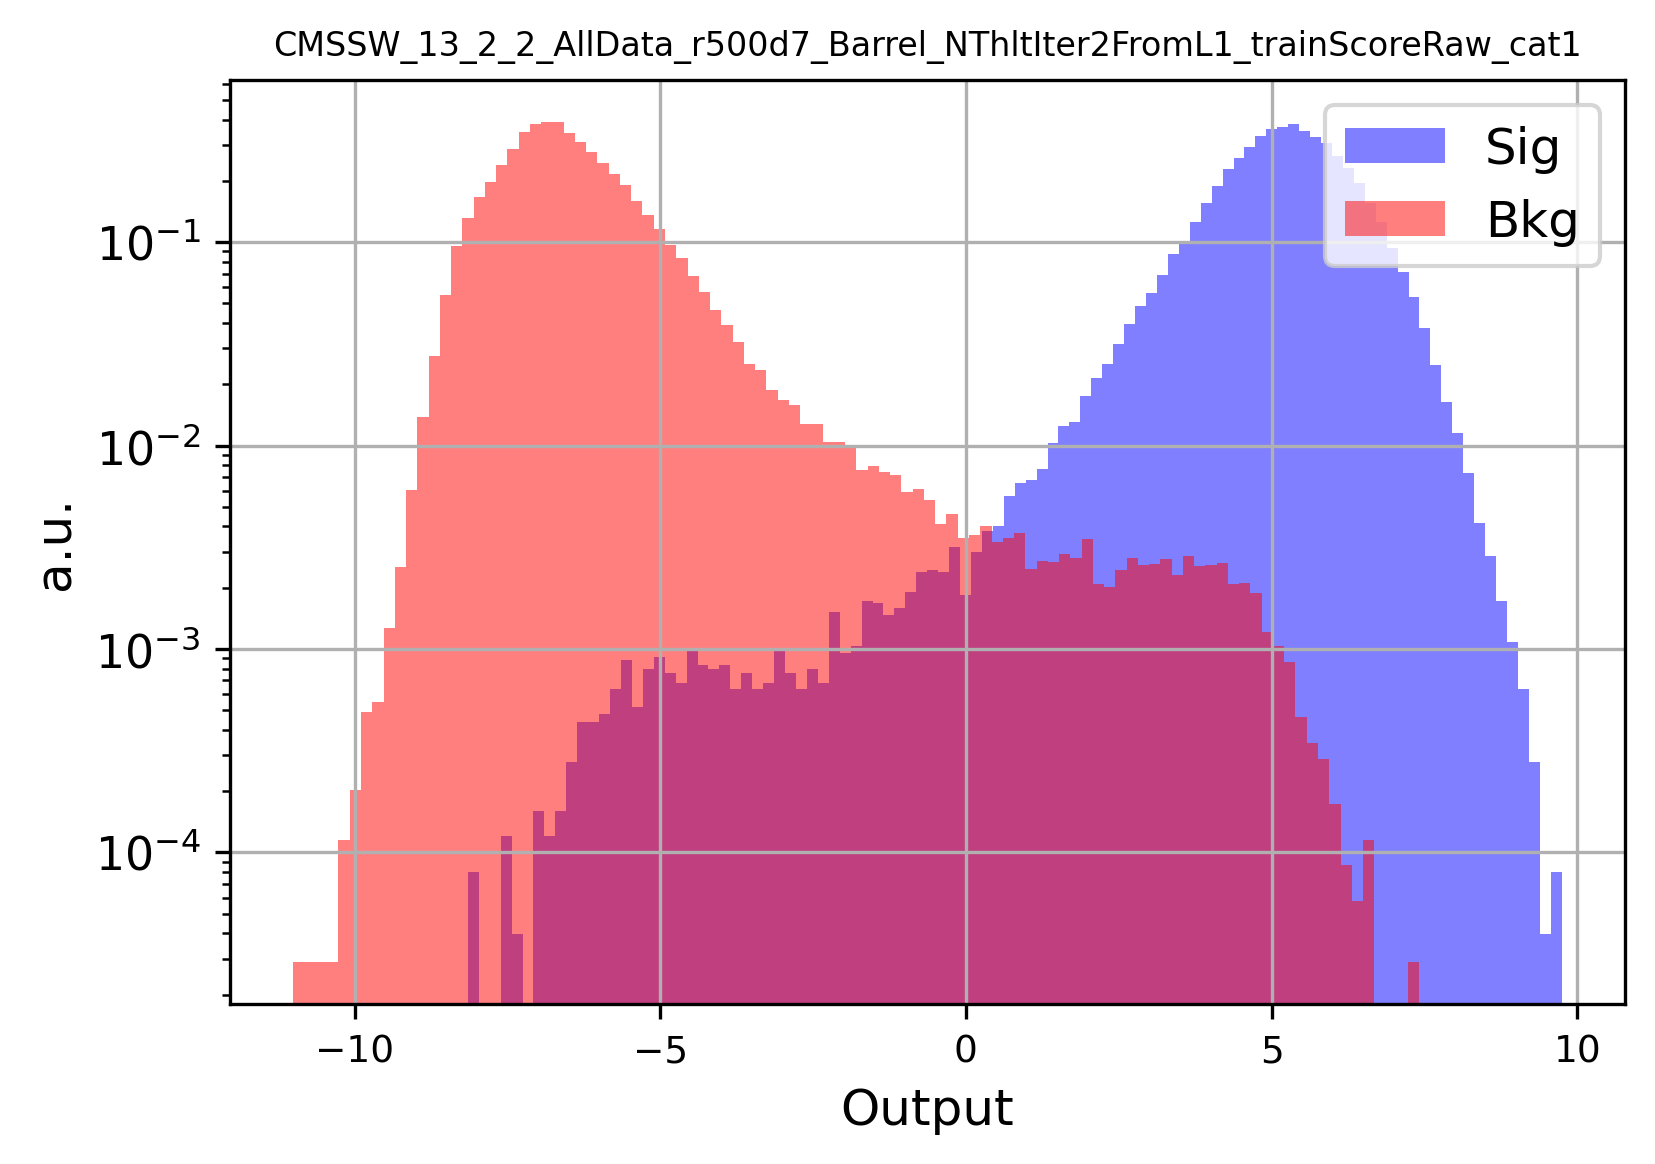 CMSSW_13_2_2_AllData_r500d7_Barrel_NThltIter2FromL1_trainScoreRaw_cat1
Sig
Bkg
10⁻¹
10⁻²
10⁻³
10⁻⁴
a.u.
−10
−5
0
5
10
Output